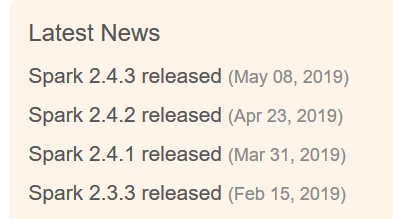 Latest News
Spark 2.4.3 released (May 08, 2019)
Spark 2.4.2 released (Apr 23, 2019)
Spark 2.4.1 released (Mar 31, 2019)
Spark 2.3.3 released (Feb 15, 2019)